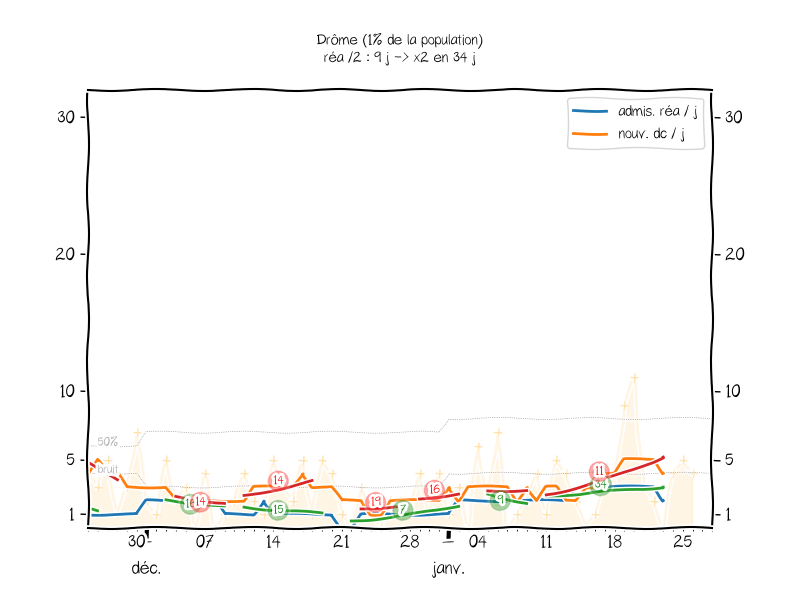 Drôme (1% de la population)
réa /2 : 9 j -> x2 en 34 j
admis. réa / j
nouv. dc / j
30 30
20 20
10 10
50%
bruit
5 5
14 11 34
16 14 15 19 7 16 9
1 1
30 07 14 21 28 04 11 18 25
déc. janv.